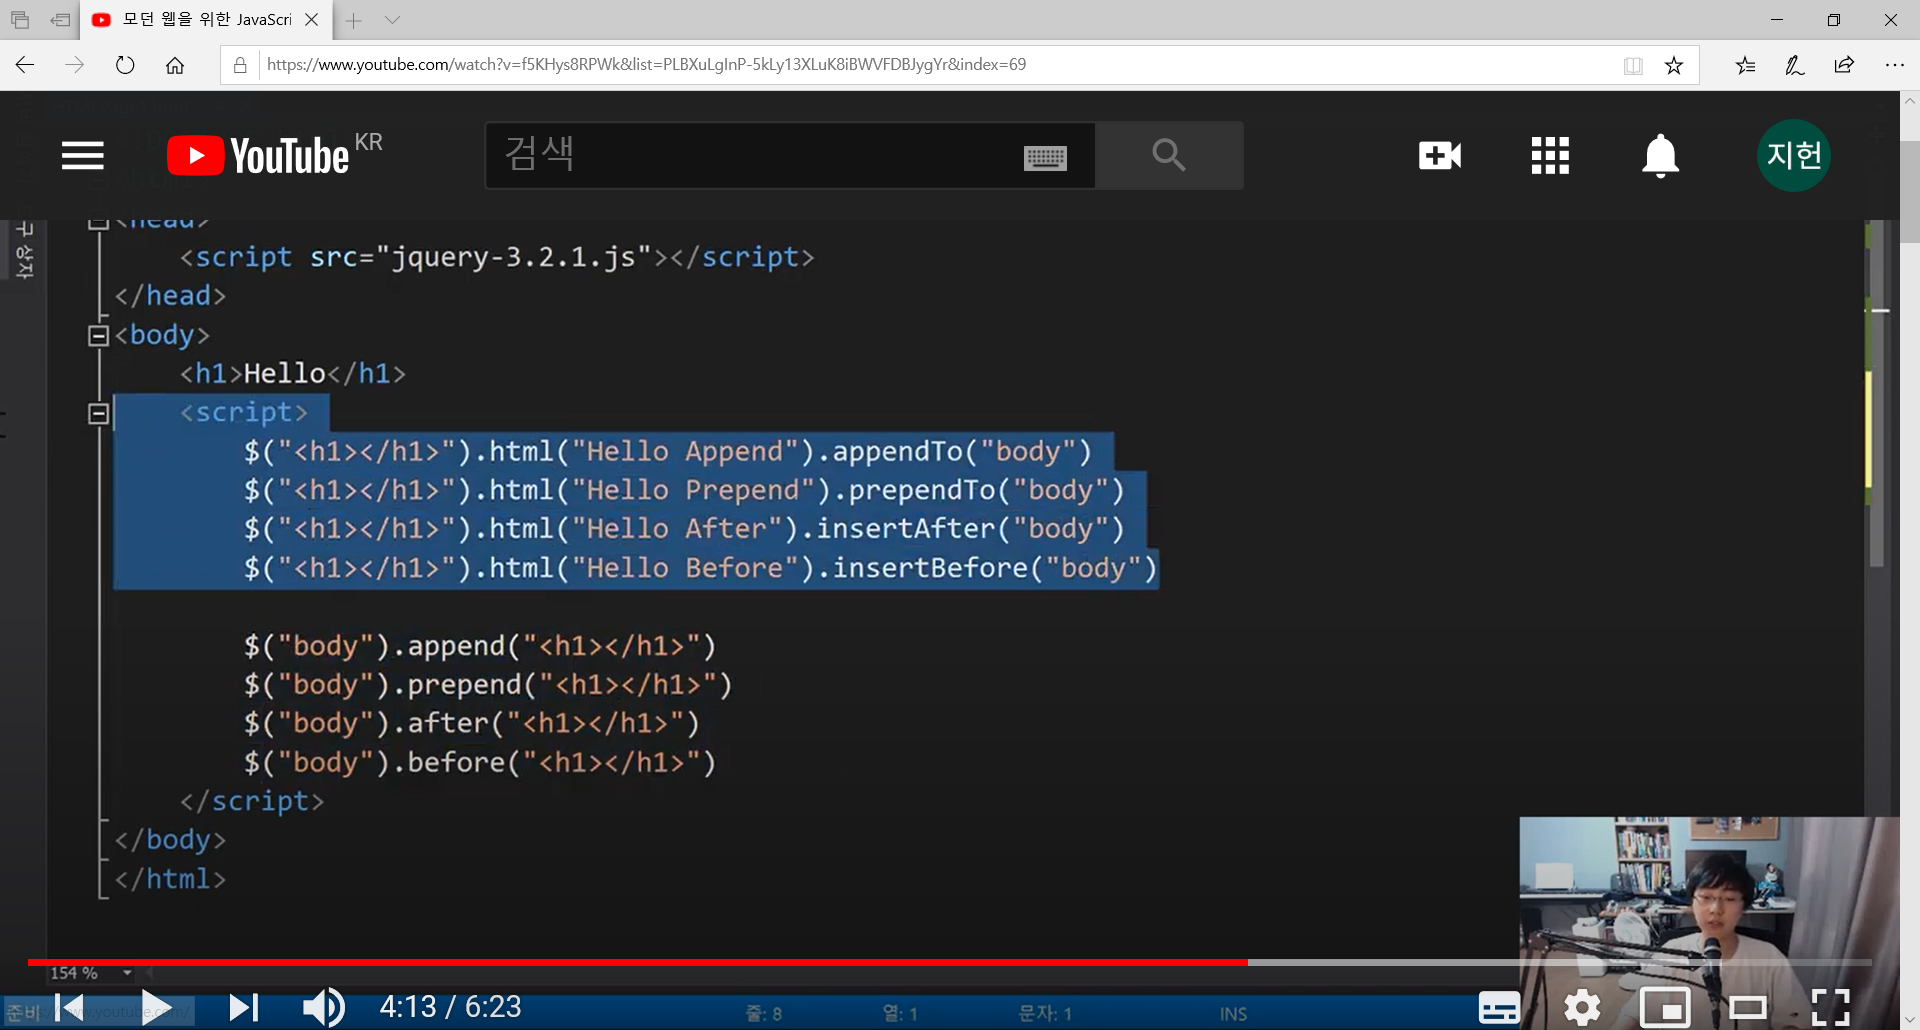 모던 웹을 위한 JavaScri
https://www.youtube.com/watch?v=f5KHys8RPWk&list=PLBXuLgInP-5kLy13XLuK8iBWVFDBJygYr&index=69
YouTube KR
검색
지헌
구 상자
<head>
<script src="jquery-3.2.1.js"></script>
</head>
<body>
<h1>Hello</h1>
<script>
$("<h1></h1>").html("Hello Append").appendTo("body")
$("<h1></h1>").html("Hello Prepend").prependTo("body")
$("<h1></h1>").html("Hello After").insertAfter("body")
$("<h1></h1>").html("Hello Before").insertBefore("body")
$("body").append("<h1></h1>")
$("body").prepend("<h1></h1>")
$("body").after("<h1></h1>")
$("body").before("<h1></h1>")
</script>
</body>
</html>
154 %
준비
4:13 / 6:23
줄: 8
열: 1
문자: 1
INS